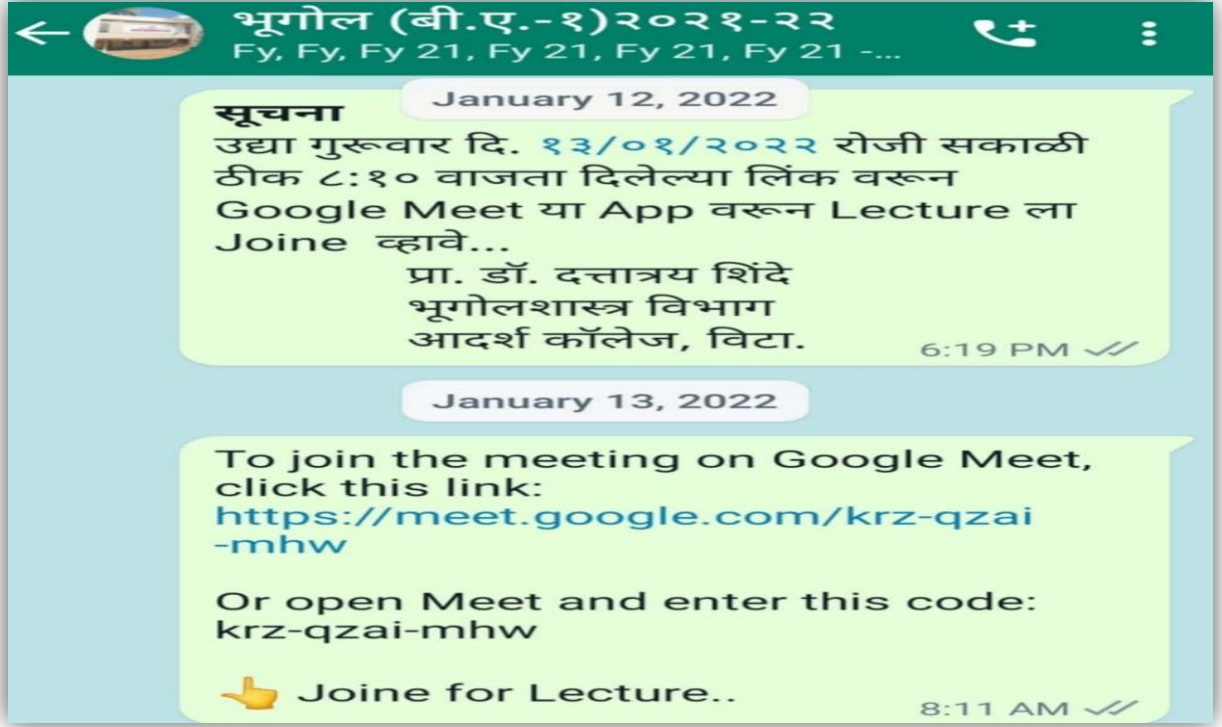 भूगोल (बी.ए.-१)२०२१-२२
Fy, Fy, Fy 21, Fy 21, Fy 21, Fy 21 -...
January 12, 2022
सूचना
उद्या गुरूवार दि. १३/०१/२०२२ रोजी सकाळी
ठीक ८:१० वाजता दिलेल्या लिंक वरून
Google Meet या App वरून Lecture ला
Joine व्हावे...
प्रा. डॉ. दत्तात्रय शिंदे
भूगोलशास्त्र विभाग
आदर्श कॉलेज, विटा.
6:19 PM
January 13, 2022
To join the meeting on Google Meet,
click this link:
https://meet.google.com/krz-qzai
-mhw
Or open Meet and enter this code:
krz-qzai-mhw
👆 Joine for Lecture..
8:11 AM